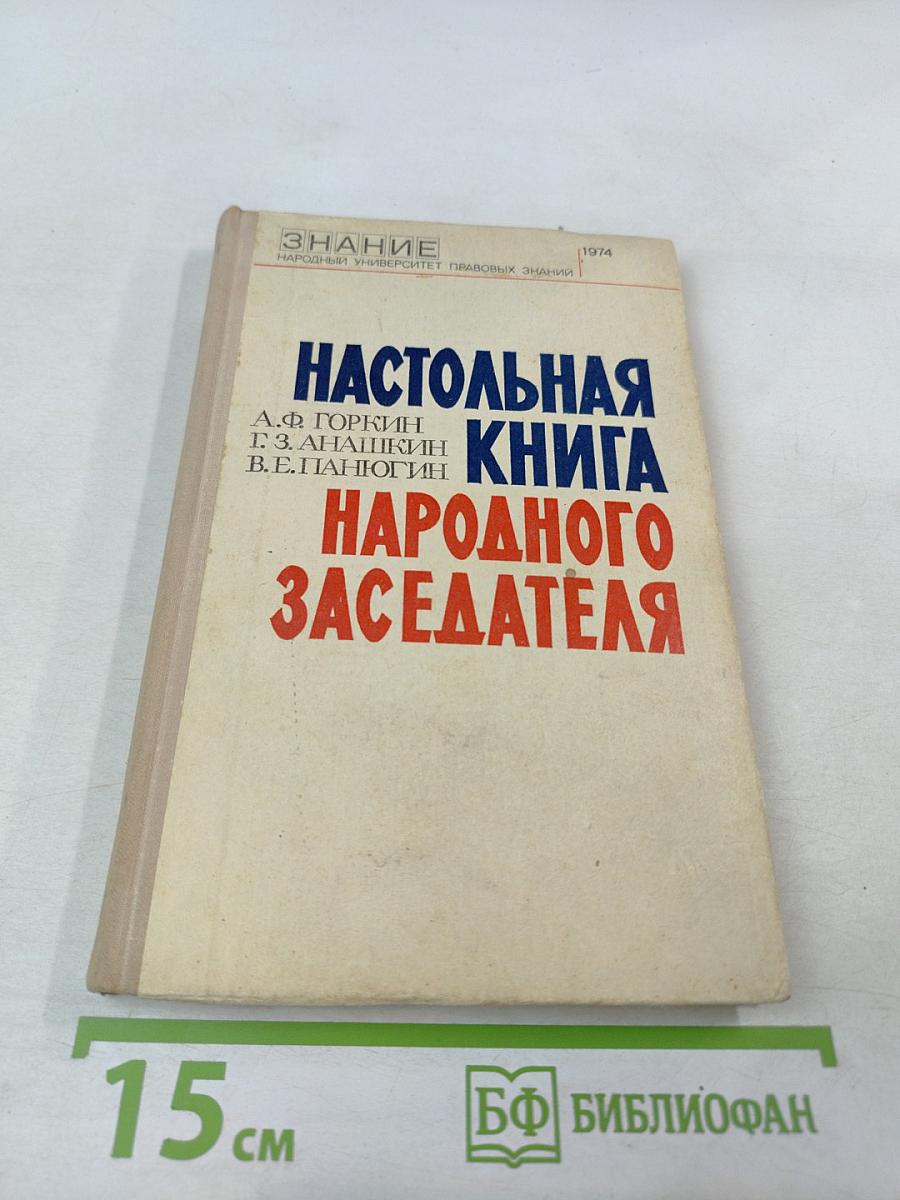 ЗНАНИЕ
НАРОДНЫЙ УНИВЕРСИТЕТ ПРАВОВЫХ ЗНАНИЙ
1974
НАСТОЛЬНАЯ
А.Ф. ГОРКИН
Г.З. АНАШКИН
В.Е. ПАНЮГИН
КНИГА
НАРОДНОГО
ЗАСЕДАТЕЛЯ
15 см
БФ БИБЛИОФАН